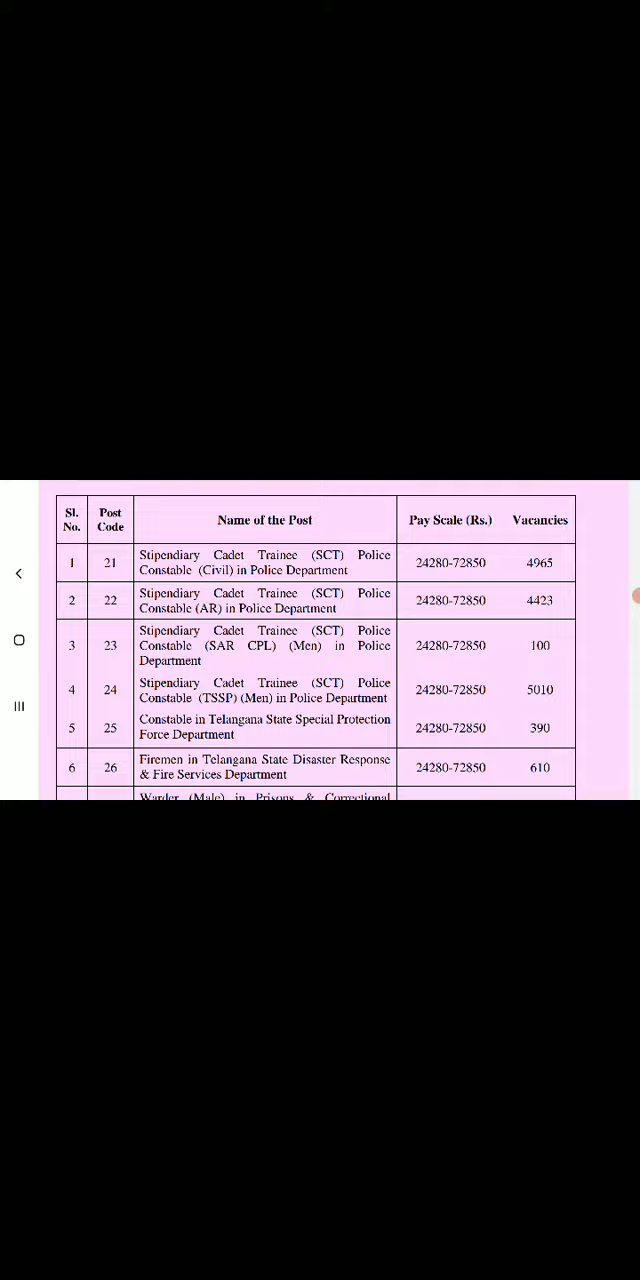 Sl. No. Post Code Name of the Post Pay Scale (Rs.) Vacancies
1 21 Stipendiary Cadet Trainee (SCT) Police
Constable (Civil) in Police Department 24280-72850 4965
2 22 Stipendiary Cadet Trainee (SCT) Police
Constable (AR) in Police Department 24280-72850 4423
3 23 Stipendiary Cadet Trainee (SCT) Police
Constable (SAR CPL) (Men) in Police
Department 24280-72850 100
4 24 Stipendiary Cadet Trainee (SCT) Police
Constable (TSSP) (Men) in Police Department 24280-72850 5010
5 25 Constable in Telangana State Special Protection
Force Department 24280-72850 390
6 26 Firemen in Telangana State Disaster Response
& Fire Services Department 24280-72850 610
Warder (Male) in Prisons & Correctional